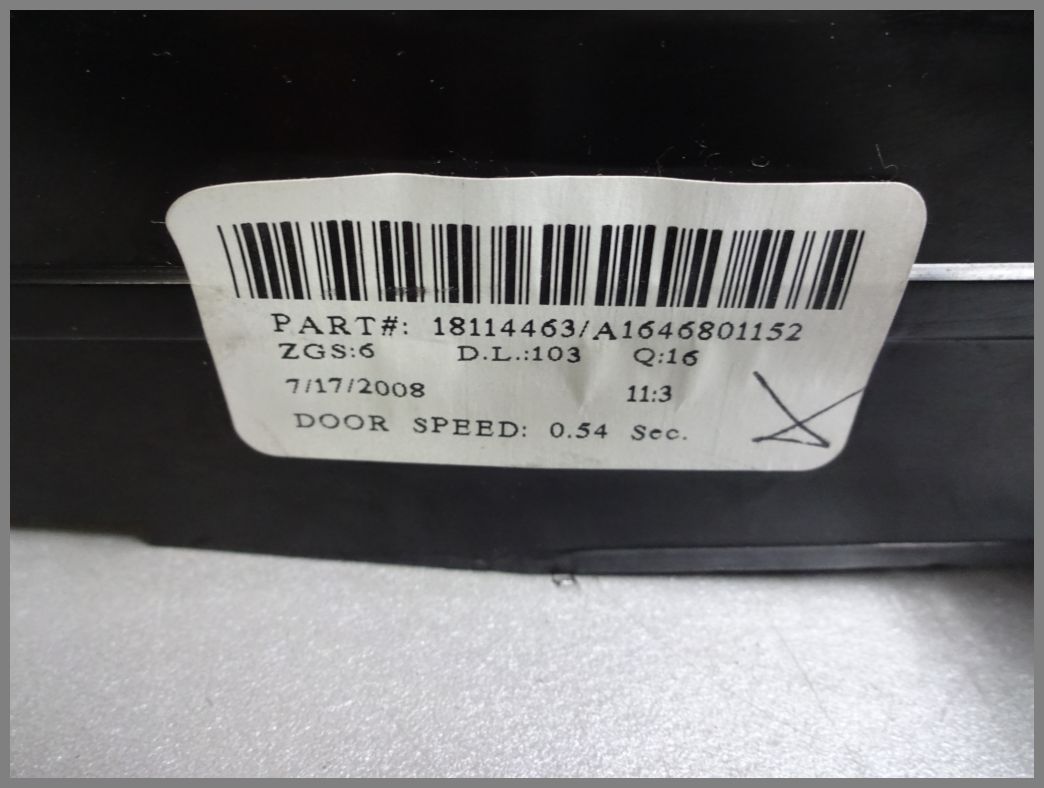 PART#: 18114463/A1646801152
ZGS:6 D.L.:103 Q:16
7/17/2008 11:3
DOOR SPEED: 0.54 Sec.